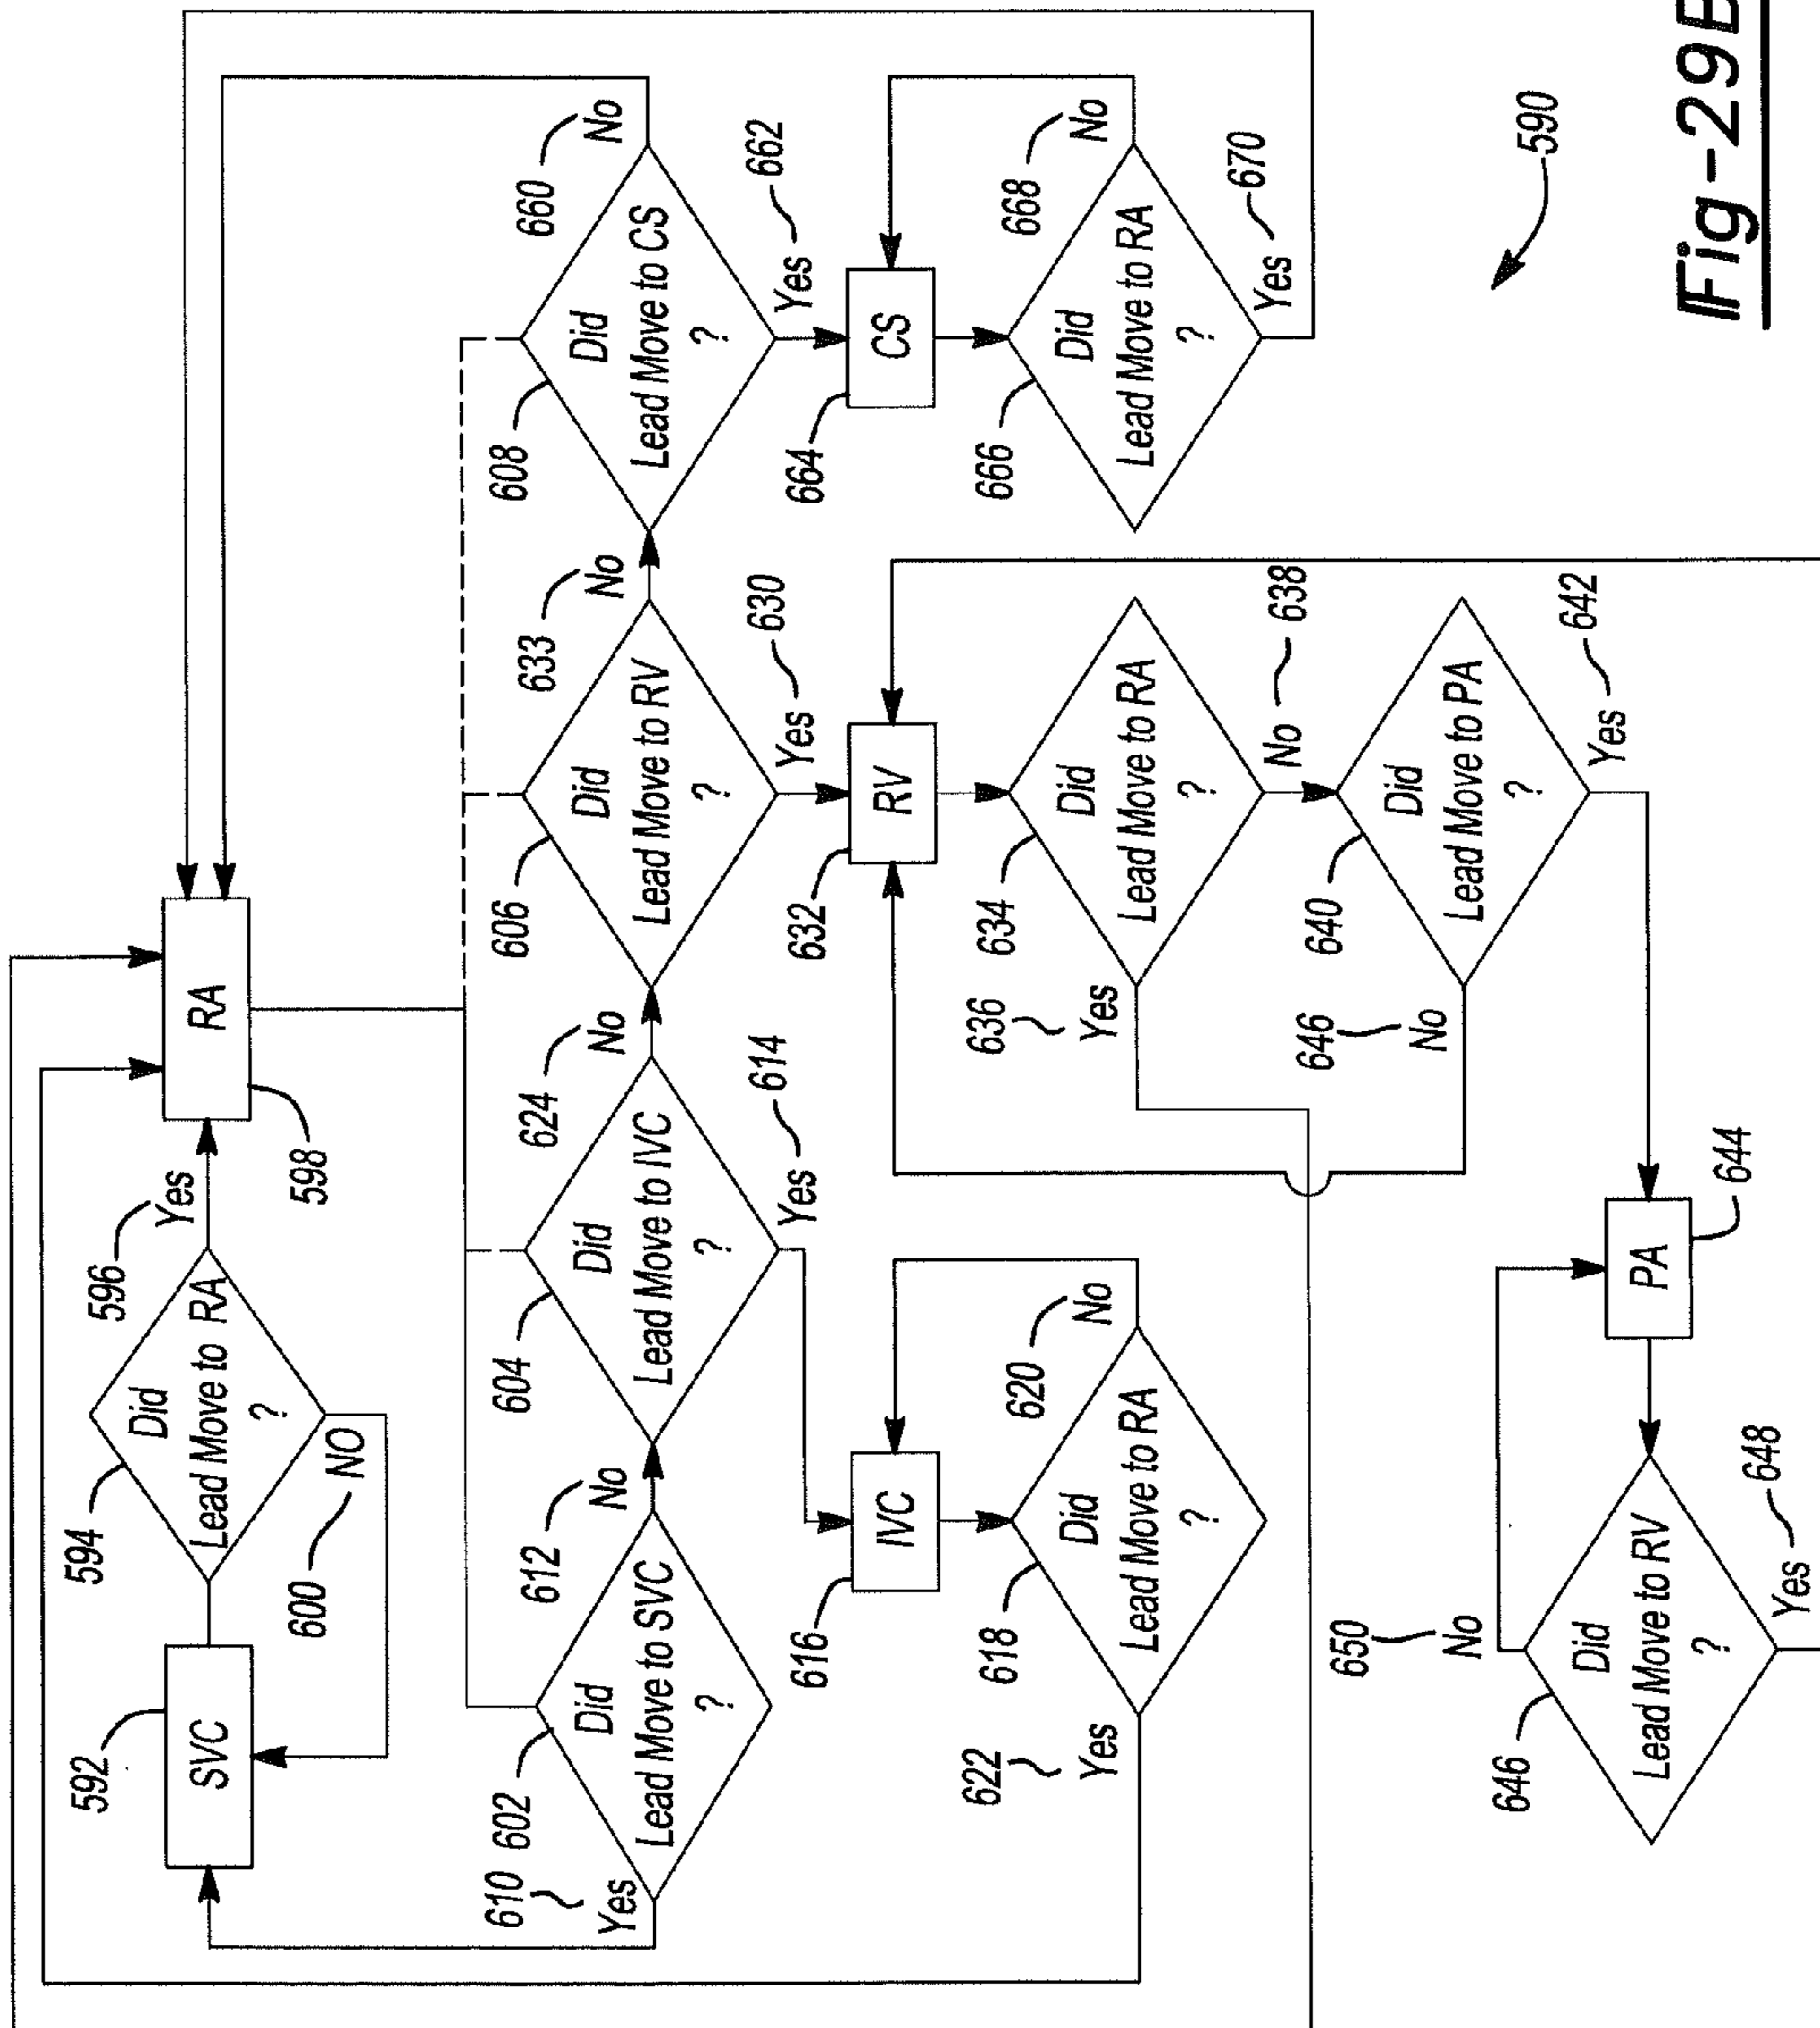 592
SVC
594
Did
Lead Move to RA
?
596
Yes
600
NO
RA
598
610
Yes
602
Did
Lead Move to SVC
?
612
No
604
Did
Lead Move to IVC
?
624
No
614
Yes
606
Did
Lead Move to RV
?
633
No
630
Yes
608
Did
Lead Move to CS
?
660
No
662
Yes
616
IVC
618
Did
Lead Move to RA
?
620
No
622
Yes
632
RV
634
Did
Lead Move to RA
?
636
Yes
No
638
640
Did
Lead Move to PA
?
646
No
642
Yes
664
CS
666
Did
Lead Move to RA
?
668
No
670
Yes
650
No
646
Did
Lead Move to RV
?
648
Yes
PA
644
590
Fig-29B